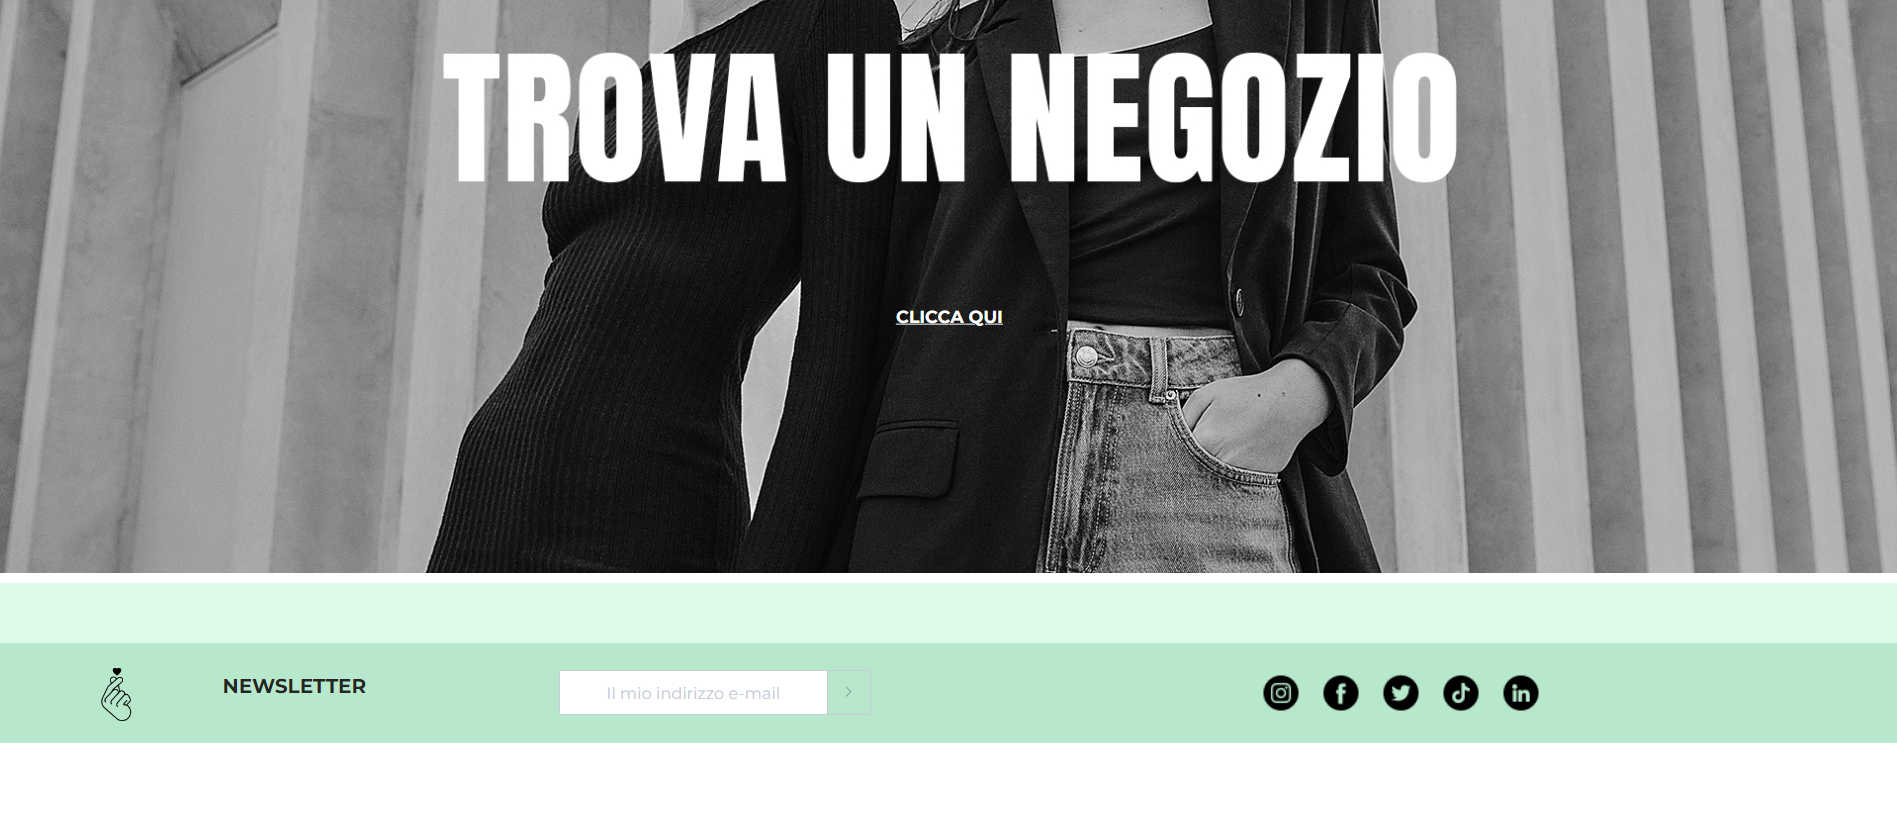 TROVA UN NEGOZIO
CLICCA QUI
NEWSLETTER
Il mio indirizzo e-mail